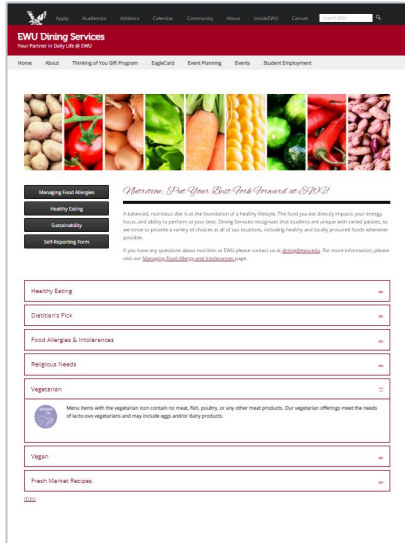 Apply Academics Athletics Calendar Community About InsideEWU Canvas Search EWU
EWU Dining Services
Your Partner in Daily Life @ EWU
Home About Thinking of You Gift Program EagleCard Event Planning Events Student Employment
Managing Food Allergies
Healthy Eating
Sustainability
Self-Reporting Form
Nutrition: Put Your Best Fork Forward at EWU
A balanced, nutritious diet is at the foundation of a healthy lifestyle. The food you eat directly impacts your energy,
focus, and ability to perform at your best. Dining Services recognizes that students are unique with varied palates, so
we strive to provide a variety of choices at all of our locations, including healthy and locally procured foods whenever
possible.
If you have any questions about nutrition at EWU please contact us at dining@ewu.edu. For more information, please
visit our Managing Food Allergy and Intolerances page.
Healthy Eating
Dietitian's Pick
Food Allergies & Intolerances
Religious Needs
Vegetarian
Menu items with the vegetarian icon contain no meat, fish, poultry, or any other meat products. Our vegetarian offerings meet the needs
of lacto-ovo vegetarians and may include eggs and/or dairy products.
Vegan
Fresh Market Recipes